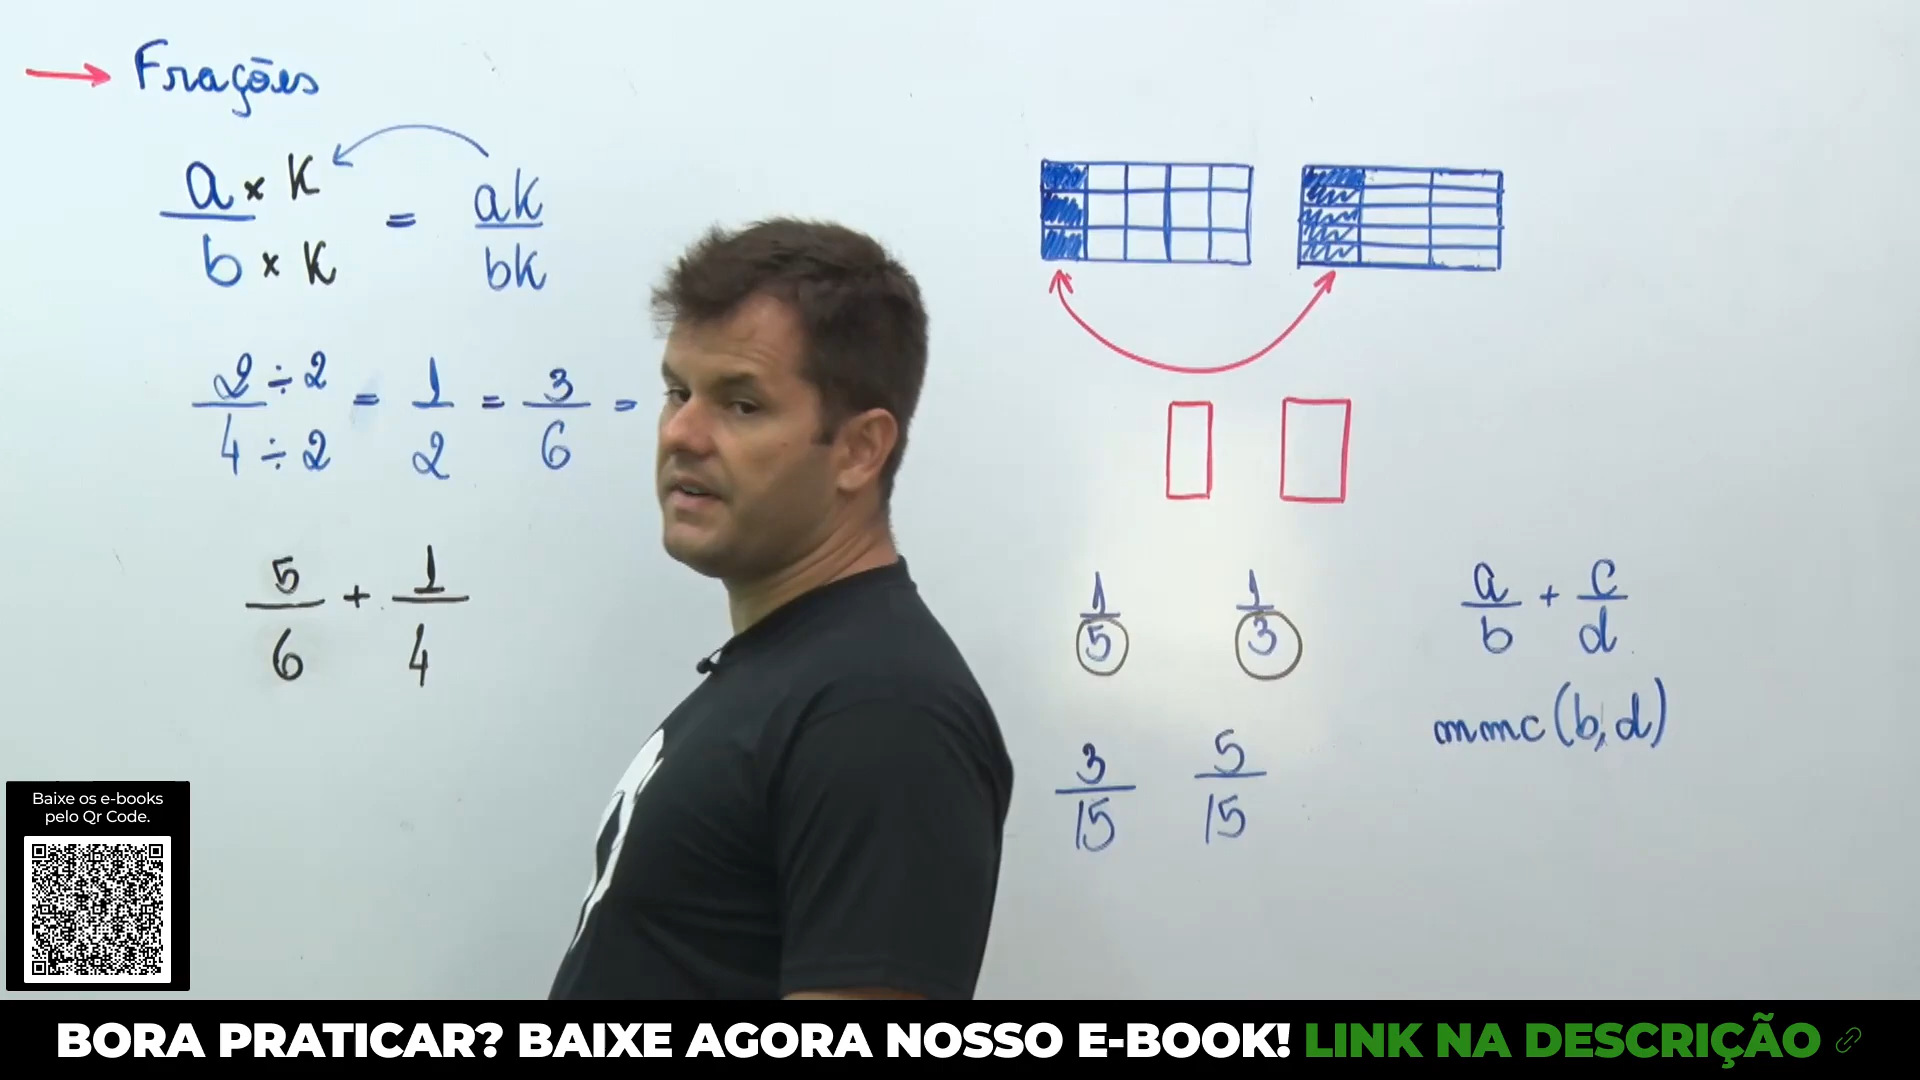 → Frações
a × k / b × k = ak / bk
2 ÷ 2 / 4 ÷ 2 = 1 / 2 = 3 / 6 =
5 / 6 + 1 / 4
1 / 5
1 / 3
a / b + c / d
mmc (b, d)
3 / 15
5 / 15
Baixe os e-books
pelo Qr Code.
BORA PRATICAR? BAIXE AGORA NOSSO E-BOOK! LINK NA DESCRIÇÃO